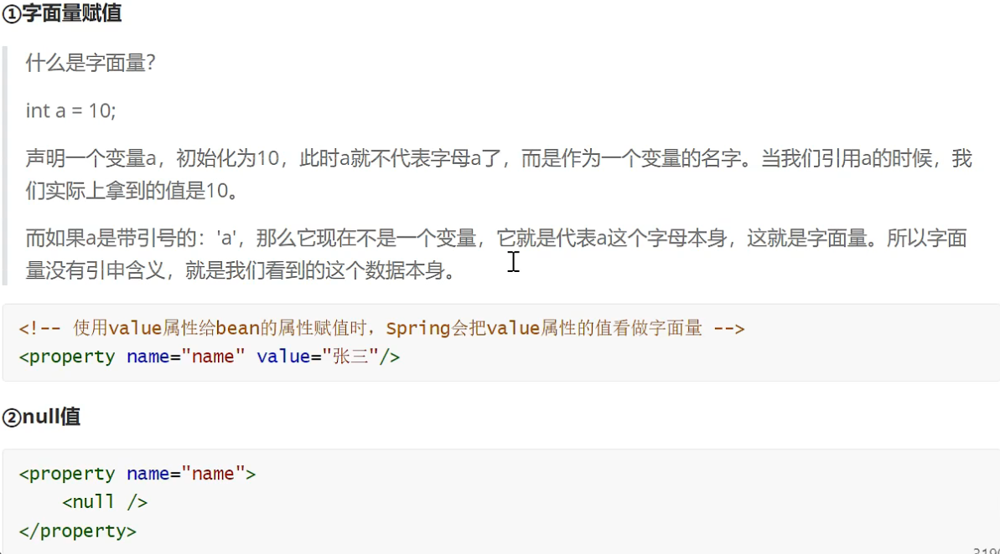 ①字面量赋值
什么是字面量？
int a = 10;
声明一个变量a，初始化为10，此时a就不代表字母a了，而是作为一个变量的名字。当我们引用a的时候，我
们实际上拿到的值是10。
而如果a是带引号的：'a'，那么它现在不是一个变量，它就是代表a这个字母本身，这就是字面量。所以字面
量没有引申含义，就是我们看到的这个数据本身。
<!-- 使用value属性给bean的属性赋值时，Spring会把value属性的值看做字面量 -->
<property name="name" value="张三"/>
②null值
<property name="name">
    <null />
</property>